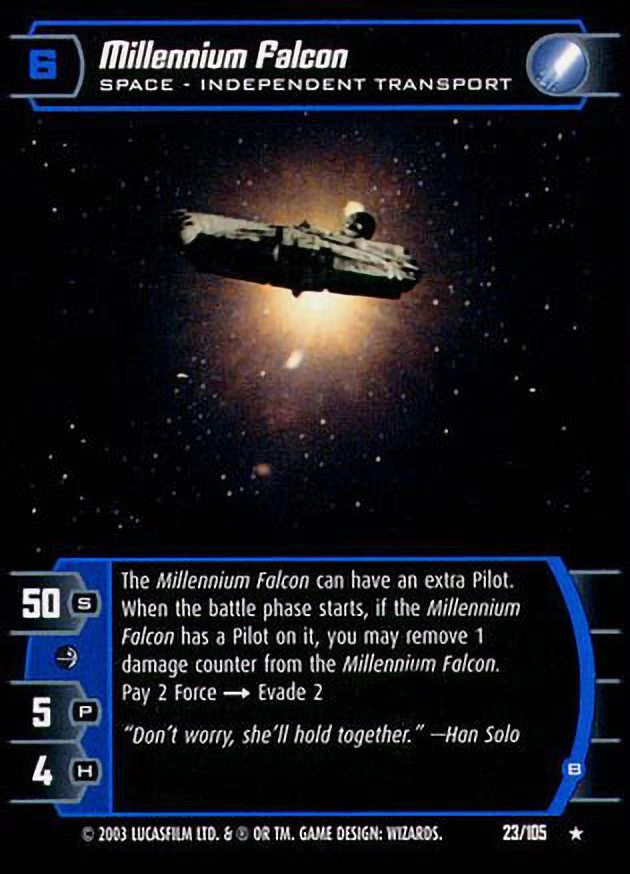 6
Millennium Falcon
SPACE - INDEPENDENT TRANSPORT
50 S
5 P
4 H
The Millennium Falcon can have an extra Pilot.
When the battle phase starts, if the Millennium
Falcon has a Pilot on it, you may remove 1
damage counter from the Millennium Falcon.
Pay 2 Force → Evade 2
"Don't worry, she'll hold together." —Han Solo
B
© 2003 LUCASFILM LTD. & ® OR TM. GAME DESIGN: WIZARDS. 23/105 ★